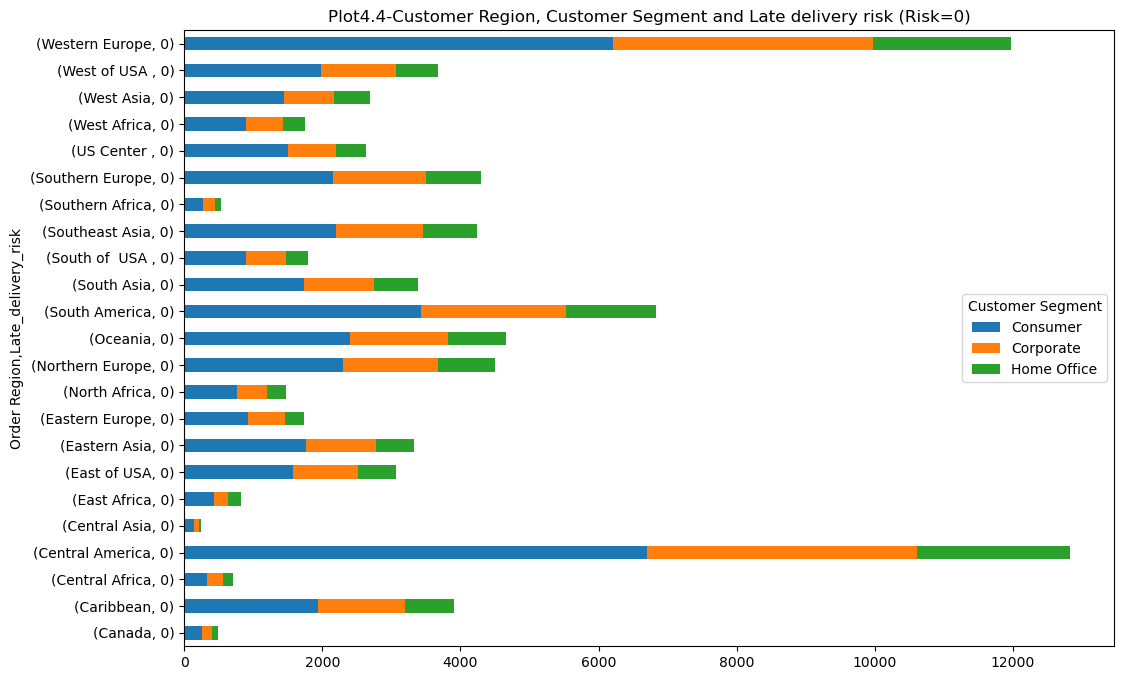 Plot4.4-Customer Region, Customer Segment and Late delivery risk (Risk=0)
Order Region,Late_delivery_risk
(Western Europe, 0)
(West of USA , 0)
(West Asia, 0)
(West Africa, 0)
(US Center , 0)
(Southern Europe, 0)
(Southern Africa, 0)
(Southeast Asia, 0)
(South of  USA , 0)
(South Asia, 0)
(South America, 0)
(Oceania, 0)
(Northern Europe, 0)
(North Africa, 0)
(Eastern Europe, 0)
(Eastern Asia, 0)
(East of USA, 0)
(East Africa, 0)
(Central Asia, 0)
(Central America, 0)
(Central Africa, 0)
(Caribbean, 0)
(Canada, 0)
Customer Segment
Consumer
Corporate
Home Office
0 2000 4000 6000 8000 10000 12000